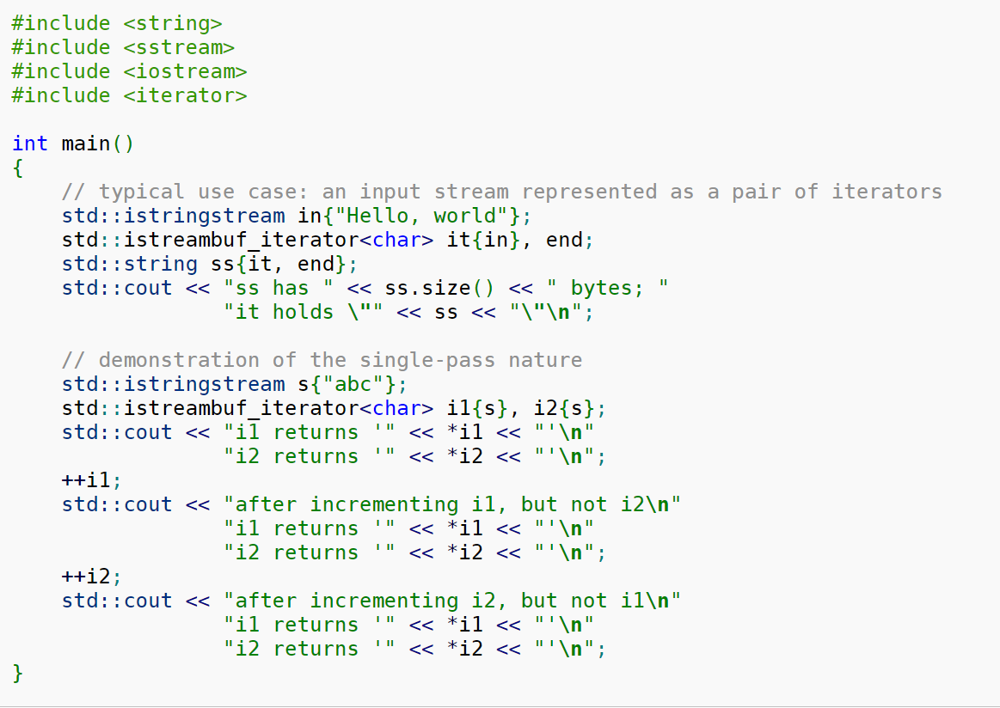 #include <string>
#include <sstream>
#include <iostream>
#include <iterator>

int main()
{
    // typical use case: an input stream represented as a pair of iterators
    std::istringstream in{"Hello, world"};
    std::istreambuf_iterator<char> it{in}, end;
    std::string ss{it, end};
    std::cout << "ss has " << ss.size() << " bytes; "
                 "it holds \"" << ss << "\"\n";

    // demonstration of the single-pass nature
    std::istringstream s{"abc"};
    std::istreambuf_iterator<char> i1{s}, i2{s};
    std::cout << "i1 returns '" << *i1 << "'\n"
                 "i2 returns '" << *i2 << "'\n";
    ++i1;
    std::cout << "after incrementing i1, but not i2\n"
                 "i1 returns '" << *i1 << "'\n"
                 "i2 returns '" << *i2 << "'\n";
    ++i2;
    std::cout << "after incrementing i2, but not i1\n"
                 "i1 returns '" << *i1 << "'\n"
                 "i2 returns '" << *i2 << "'\n";
}